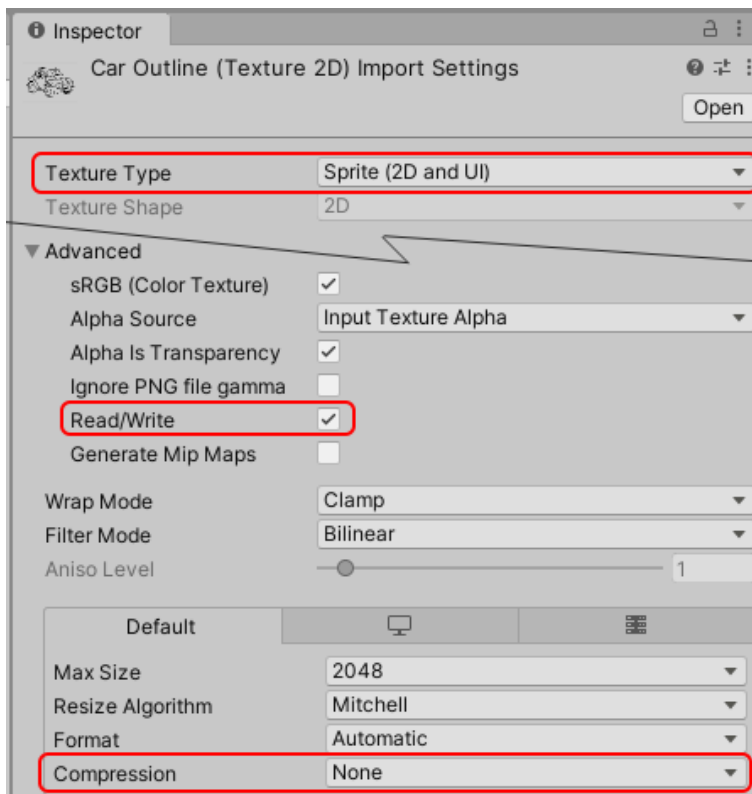 Inspector
Car Outline (Texture 2D) Import Settings
Open
Texture Type Sprite (2D and UI)
Texture Shape 2D
Advanced
sRGB (Color Texture)
Alpha Source Input Texture Alpha
Alpha Is Transparency
Ignore PNG file gamma
Read/Write
Generate Mip Maps
Wrap Mode Clamp
Filter Mode Bilinear
Aniso Level 1
Default
Max Size 2048
Resize Algorithm Mitchell
Format Automatic
Compression None